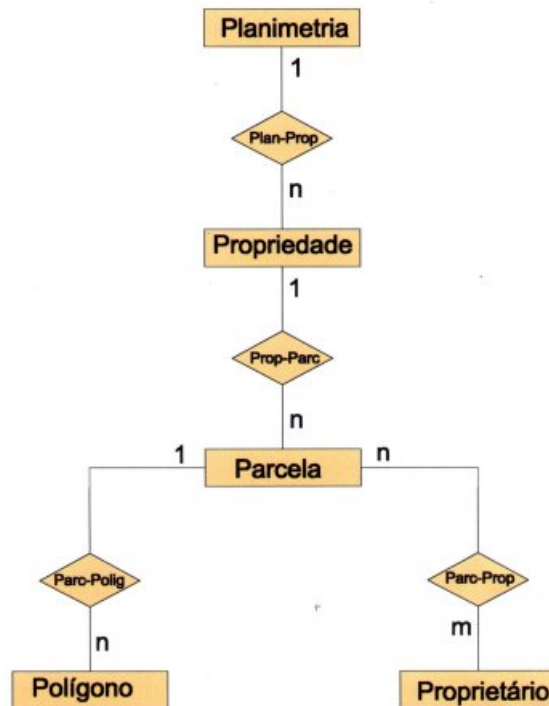 Planimetria
1
Plan-Prop
n
Propriedade
1
Prop-Parc
n
1
Parcela
n
Parc-Polig
Parc-Prop
n
m
Polígono
Proprietário